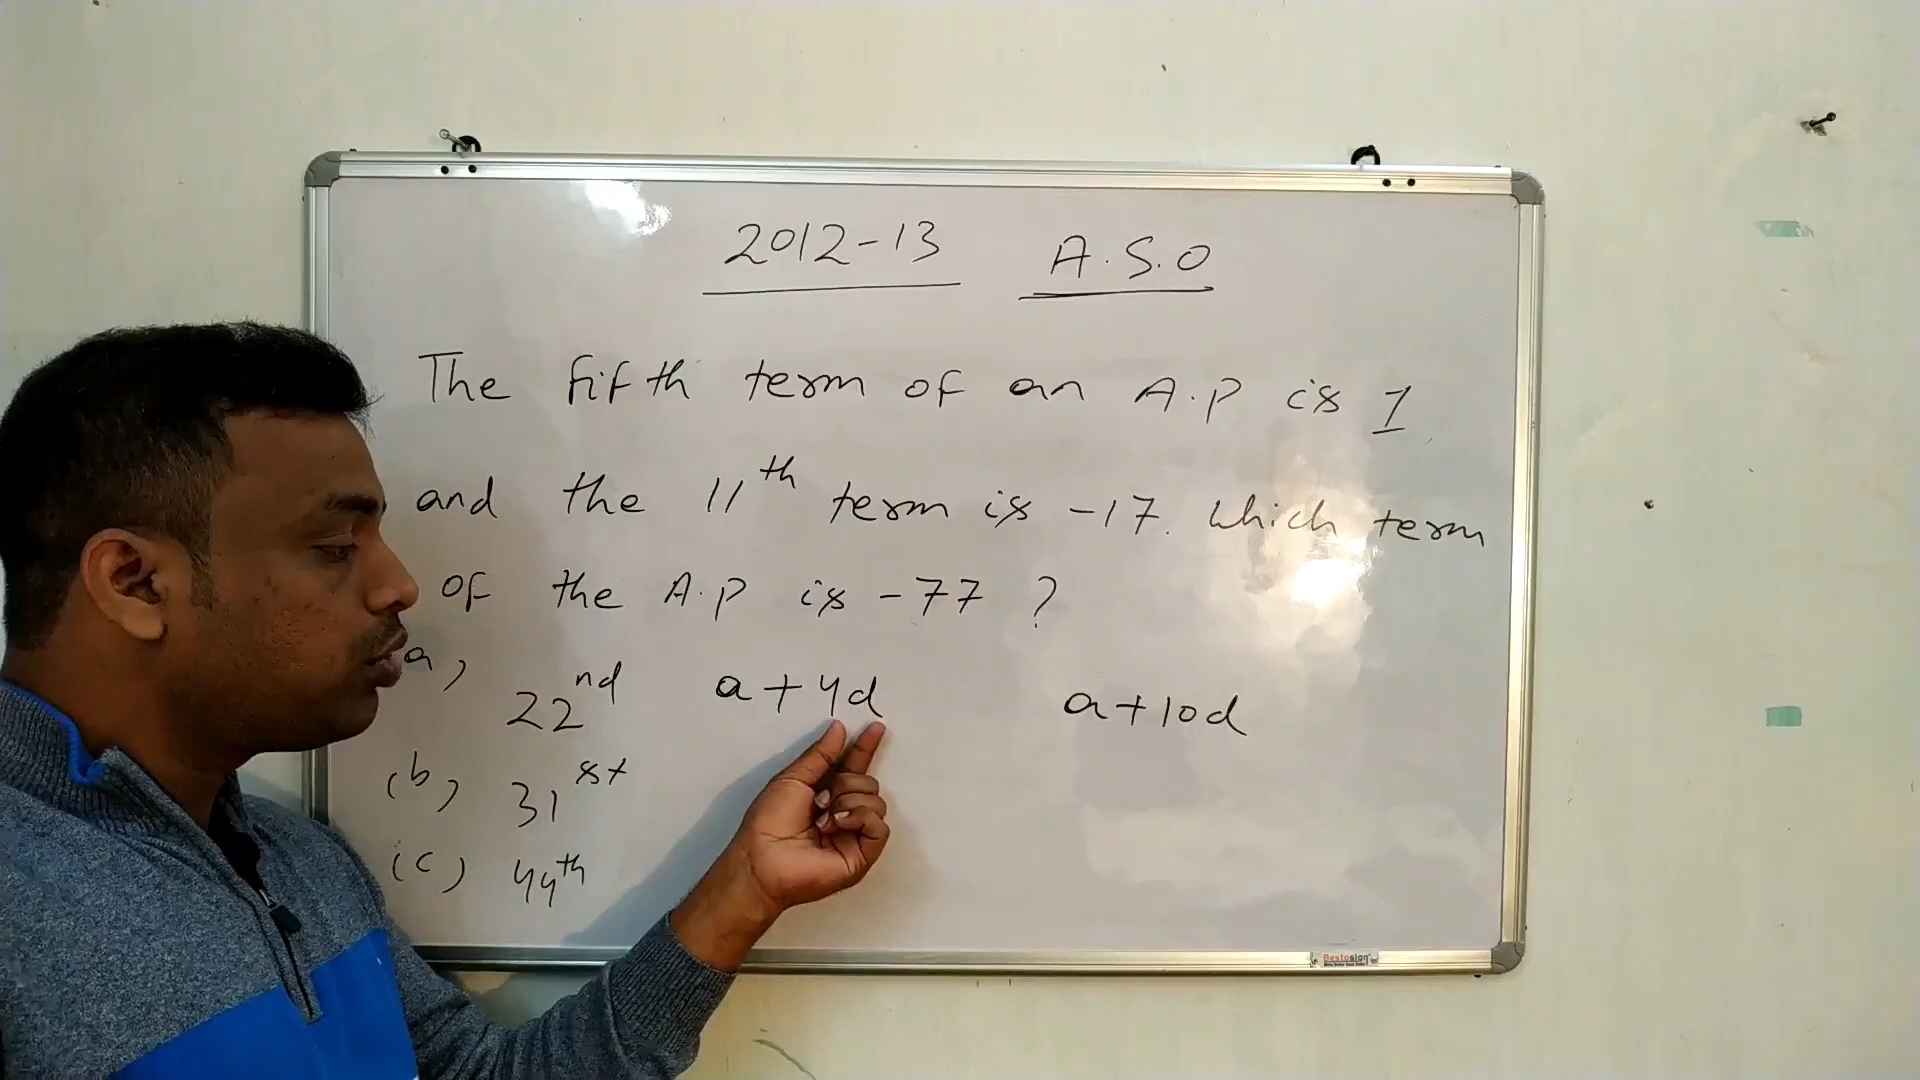 2012-13 A.S.O
The fifth term of an A.P is 1
and the 11th term is -17. Which term
of the A.P is -77 ?
a,
22nd a+4d a+10d
(b) 31st
(c) 44th
Restosign